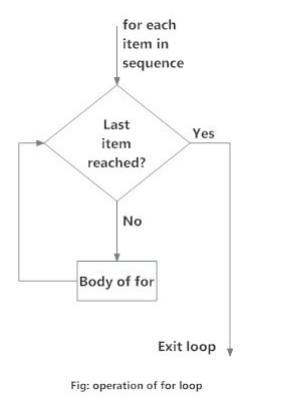 for each
item in
sequence
Last
item
reached?
Yes
No
Body of for
Exit loop
Fig: operation of for loop